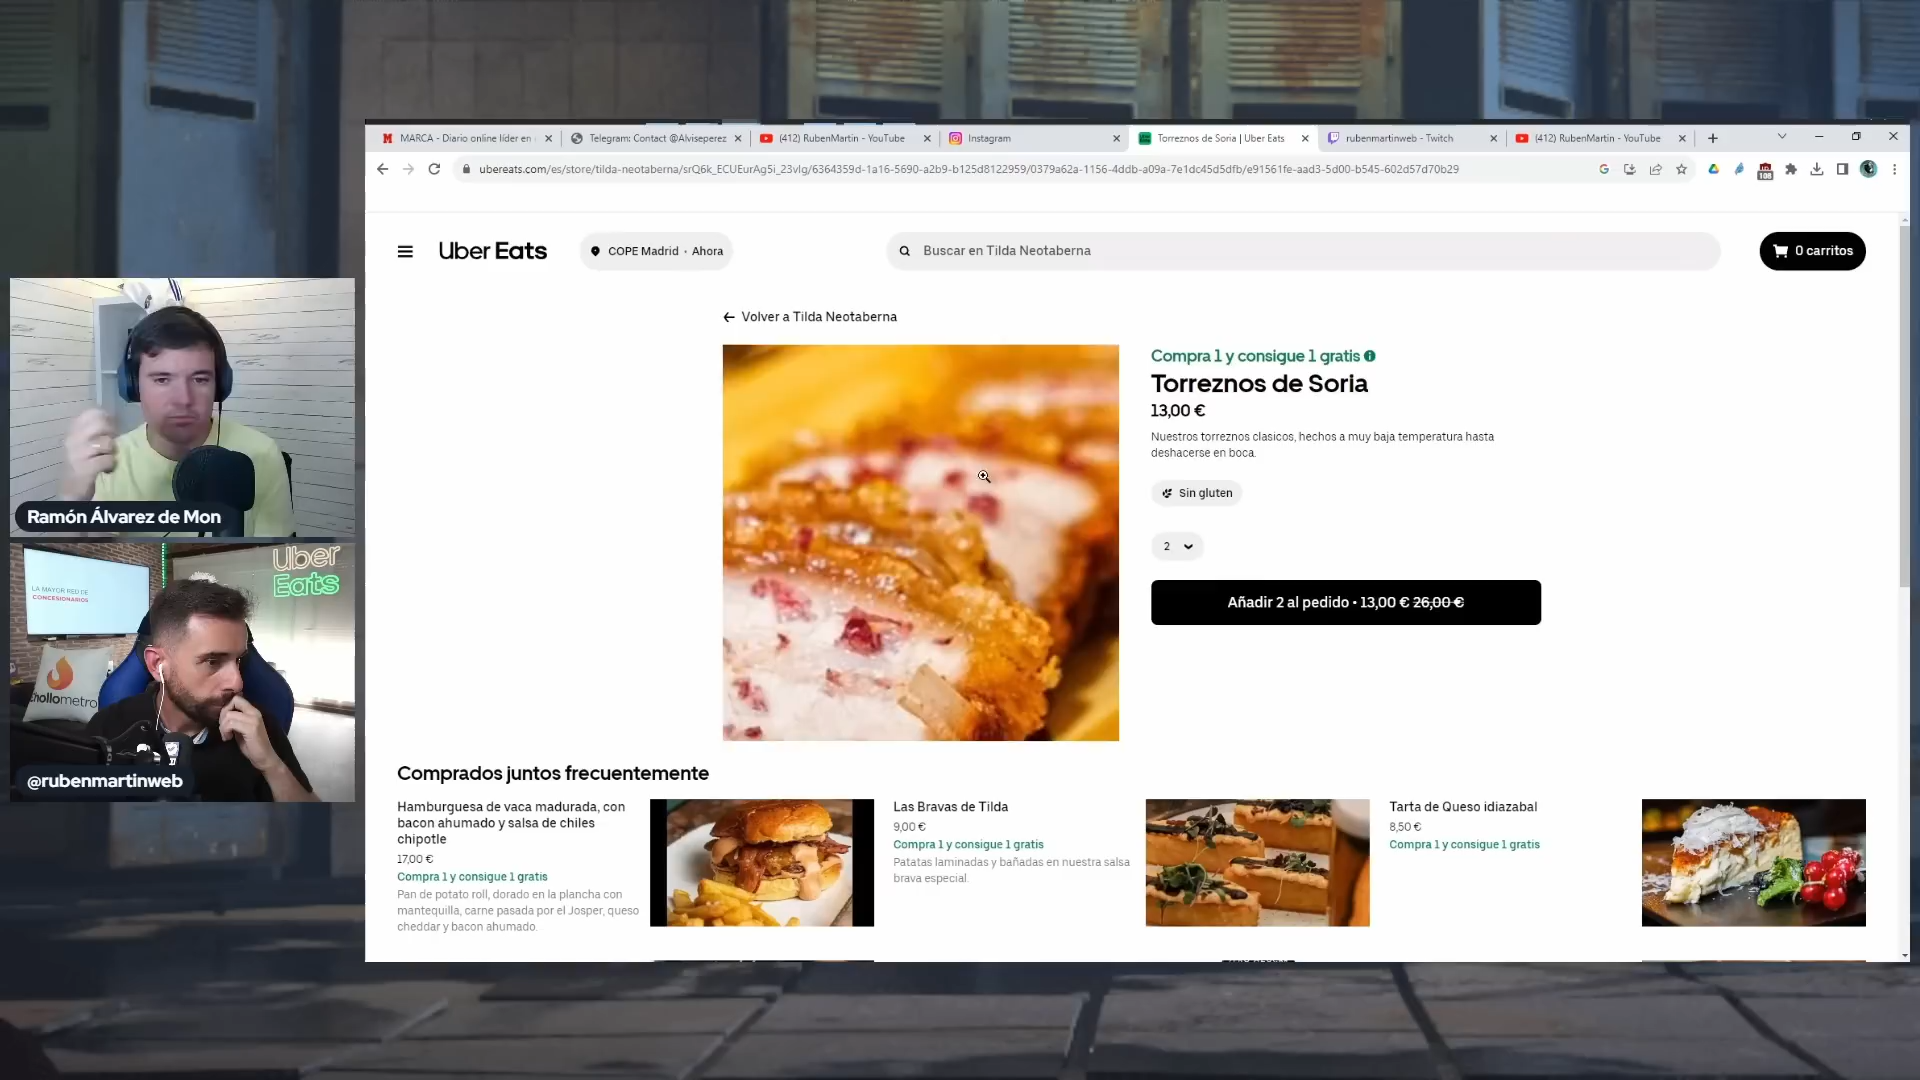 MARCA - Diario online líder en
Telegram: Contact @Alviseperez
(412) RubenMartin - YouTube
Instagram
Torreznos de Soria | Uber Eats
rubenmartinweb - Twitch
(412) RubenMartin - YouTube
ubereats.com/es/store/tilda-neotaberna/srQ6k_ECUEurAg5i_23vlg/6364359d-1a16-5690-a2b9-b125d8122959/0379a62a-1156-4ddb-a09a-7e1dc45d5dfb/e91561fe-aad3-5d00-b545-602d57d70b29
108
Uber Eats
COPE Madrid • Ahora
Buscar en Tilda Neotaberna
0 carritos
Volver a Tilda Neotaberna
Compra 1 y consigue 1 gratis
Torreznos de Soria
13,00 €
Nuestros torreznos clasicos, hechos a muy baja temperatura hasta
deshacerse en boca.
Sin gluten
2
Añadir 2 al pedido • 13,00 € 26,00 €
Ramón Álvarez de Mon
Uber
Eats
LA MAYOR RED DE
CONCESIONARIOS
chollometro
@rubenmartinweb
Comprados juntos frecuentemente
Hamburguesa de vaca madurada, con
bacon ahumado y salsa de chiles
chipotle
17,00 €
Compra 1 y consigue 1 gratis
Pan de potato roll, dorado en la plancha con
mantequilla, carne pasada por el Josper, queso
cheddar y bacon ahumado.
Las Bravas de Tilda
9,00 €
Compra 1 y consigue 1 gratis
Patatas laminadas y bañadas en nuestra salsa
brava especial.
Tarta de Queso idiazabal
8,50 €
Compra 1 y consigue 1 gratis